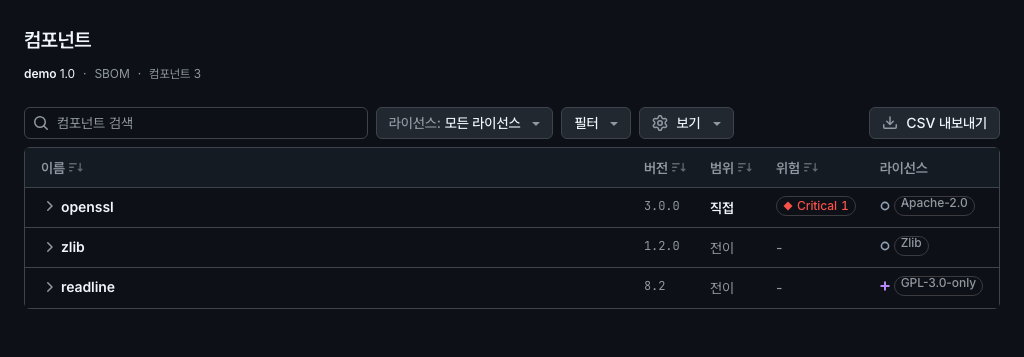 컴포넌트
demo 1.0 · SBOM · 컴포넌트 3
컴포넌트 검색
라이선스: 모든 라이선스
필터
보기
CSV 내보내기
이름 버전 범위 위험 라이선스
openssl 3.0.0 직접 Critical 1 Apache-2.0
zlib 1.2.0 전이 - Zlib
readline 8.2 전이 - GPL-3.0-only